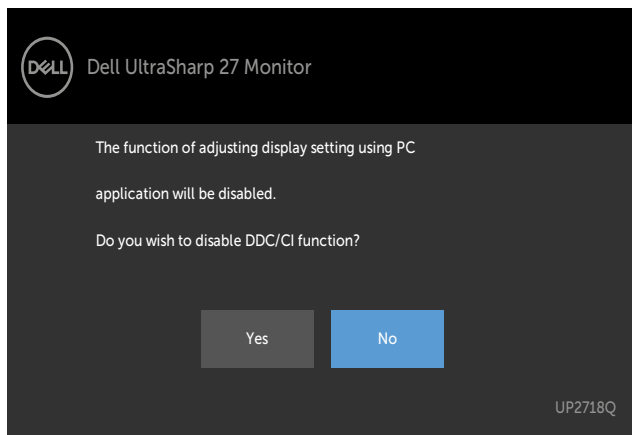 DELL
Dell UltraSharp 27 Monitor
The function of adjusting display setting using PC
application will be disabled.
Do you wish to disable DDC/CI function?
Yes
No
UP2718Q